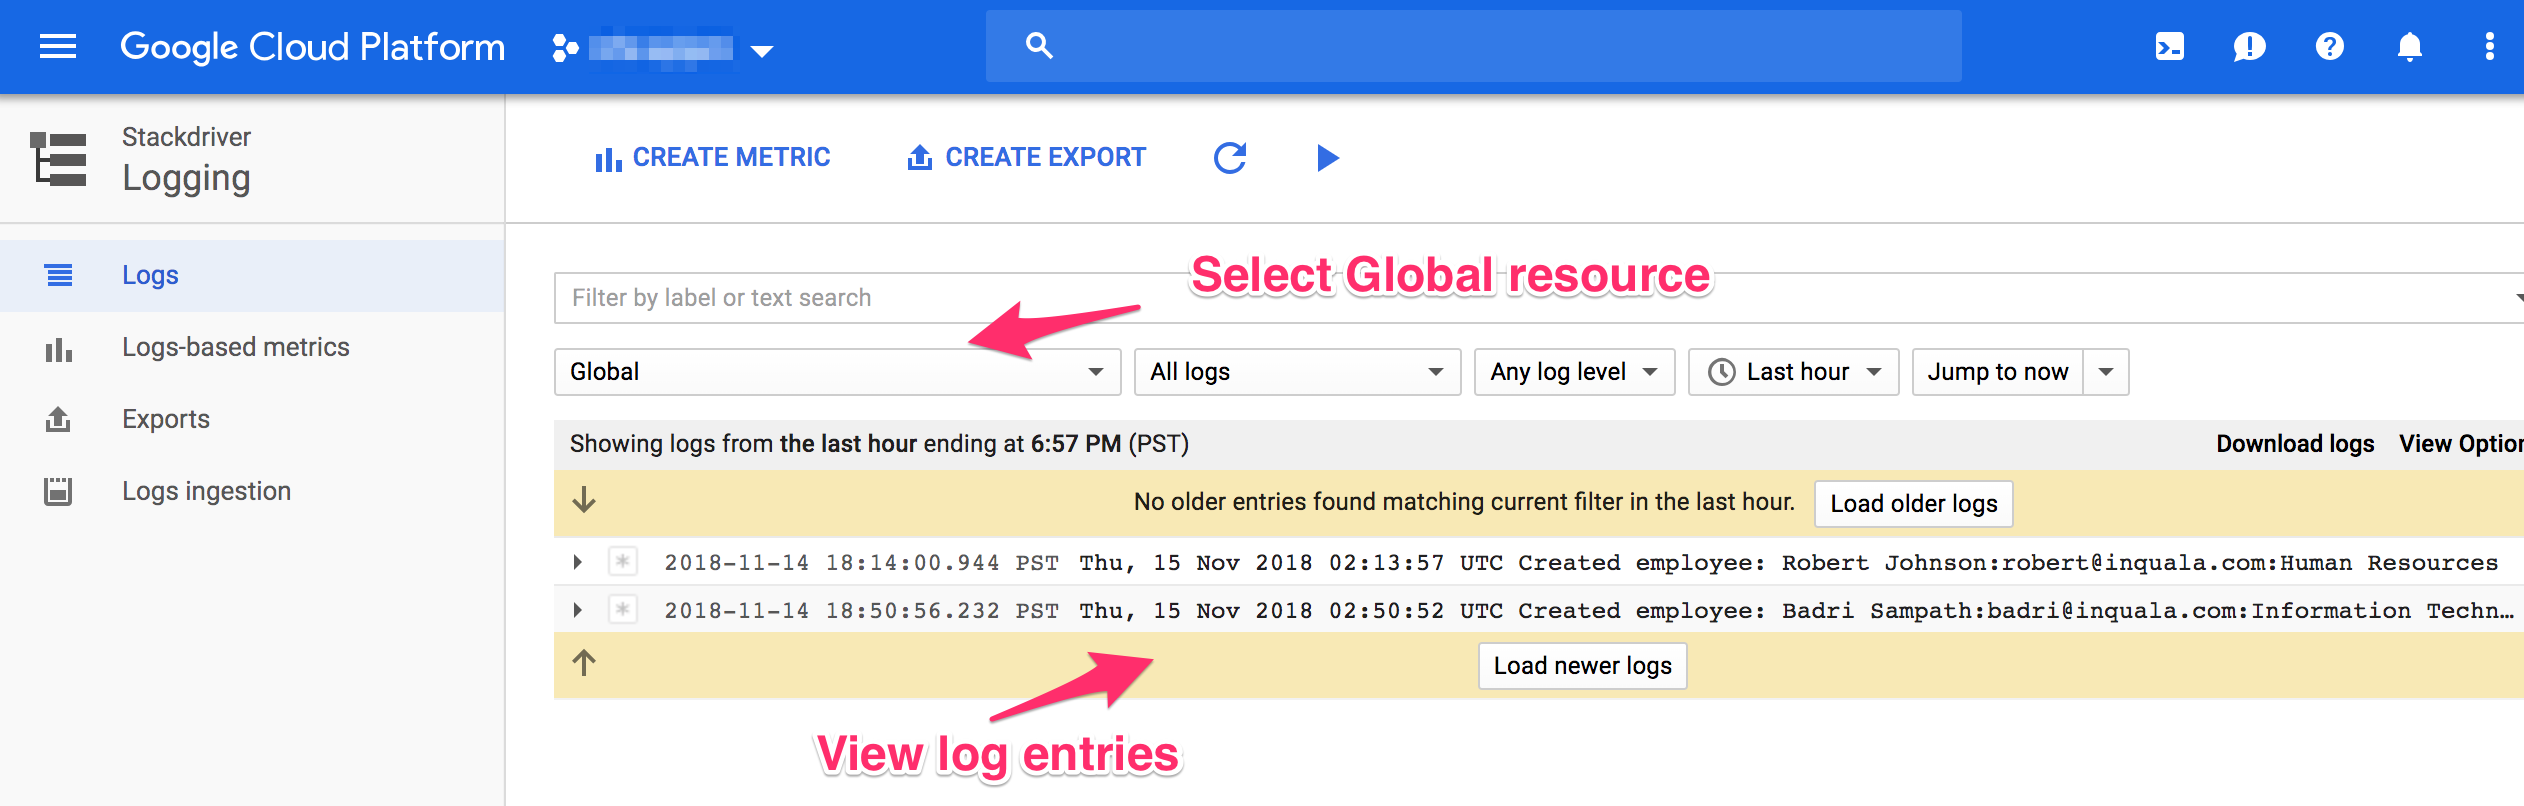 Google Cloud Platform
Stackdriver
Logging
CREATE METRIC
CREATE EXPORT
Logs
Logs-based metrics
Exports
Logs ingestion
Select Global resource
Filter by label or text search
Global
All logs
Any log level
Last hour
Jump to now
Showing logs from the last hour ending at 6:57 PM (PST)
Download logs
View Option
No older entries found matching current filter in the last hour.
Load older logs
2018-11-14 18:14:00.944 PST Thu, 15 Nov 2018 02:13:57 UTC Created employee: Robert Johnson:robert@inquala.com:Human Resources
2018-11-14 18:50:56.232 PST Thu, 15 Nov 2018 02:50:52 UTC Created employee: Badri Sampath:badri@inquala.com:Information Techn…
Load newer logs
View log entries